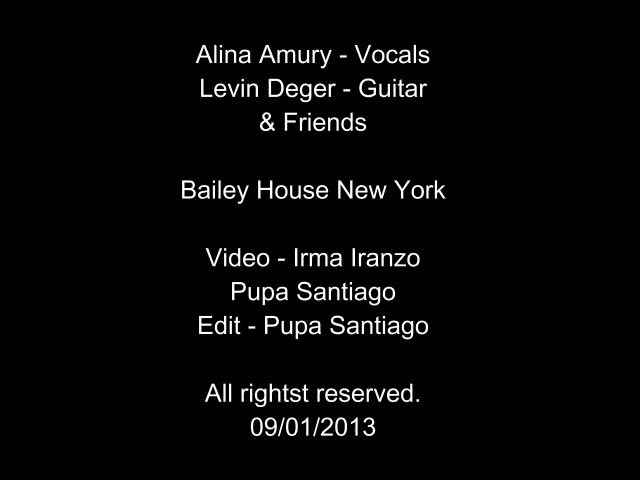 Alina Amury - Vocals
Levin Deger - Guitar
& Friends
Bailey House New York
Video - Irma Iranzo
Pupa Santiago
Edit - Pupa Santiago
All rightst reserved.
09/01/2013